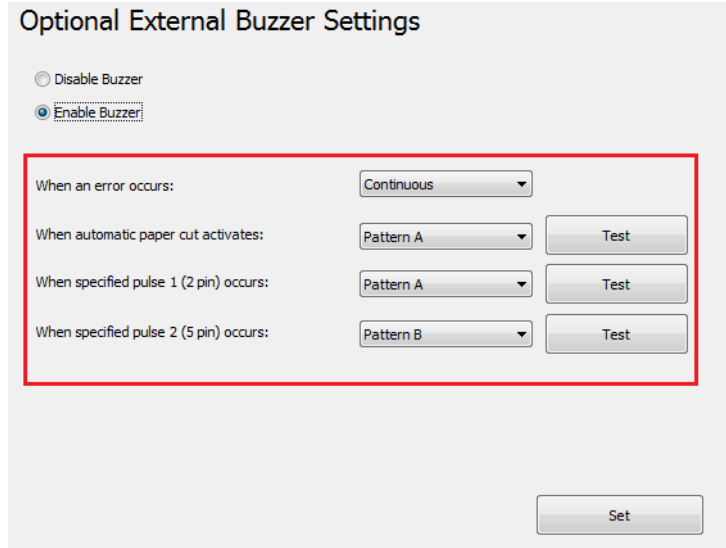 Optional External Buzzer Settings
Disable Buzzer
Enable Buzzer
When an error occurs: Continuous
When automatic paper cut activates: Pattern A Test
When specified pulse 1 (2 pin) occurs: Pattern A Test
When specified pulse 2 (5 pin) occurs: Pattern B Test
Set